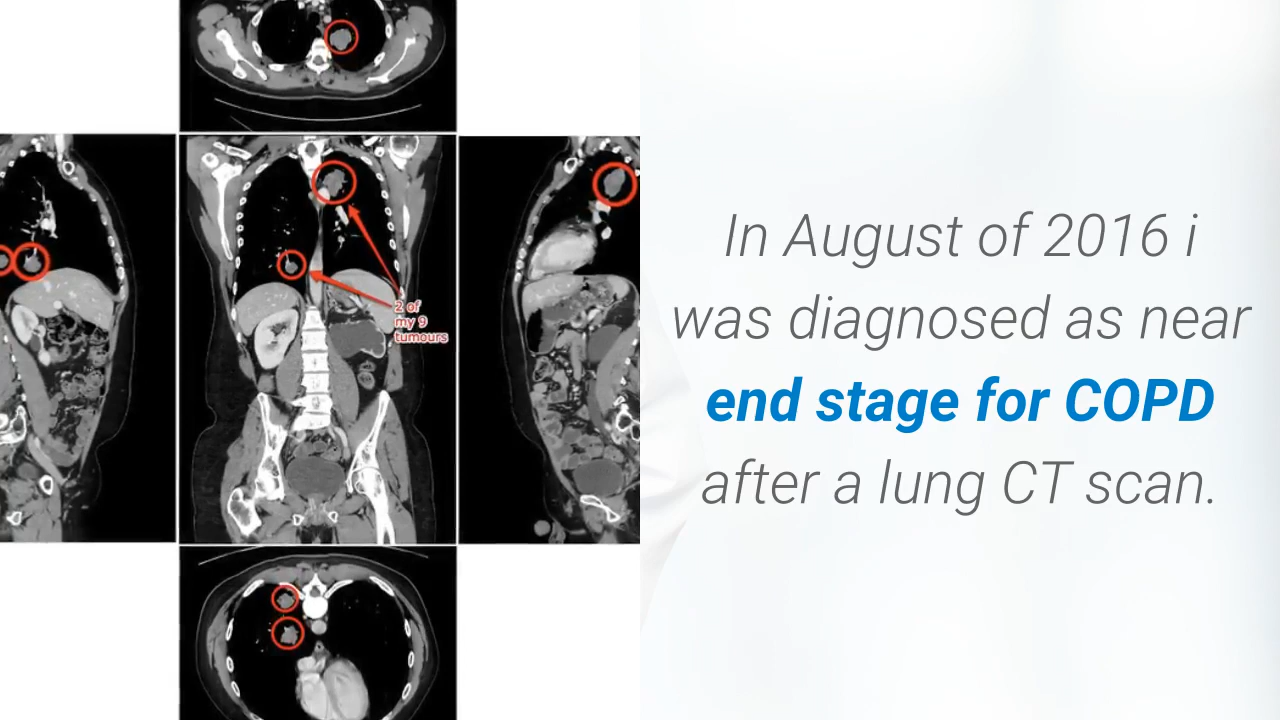 2 of
my 9
tumours
In August of 2016 i
was diagnosed as near
end stage for COPD
after a lung CT scan.